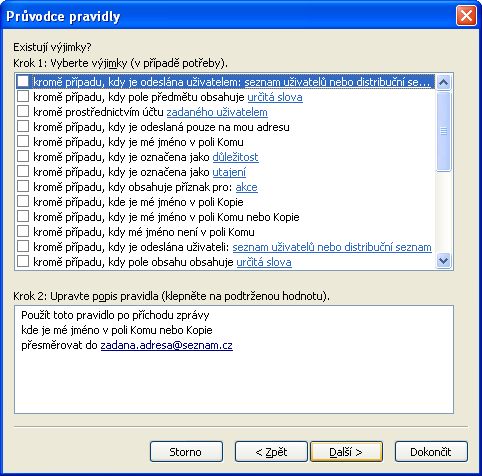 Průvodce pravidly
Existují výjimky?
Krok 1: Vyberte výjimky (v případě potřeby).
kromě případu, kdy je odeslána uživatelem: seznam uživatelů nebo distribuční se...
kromě případu, kdy pole předmětu obsahuje určitá slova
kromě prostřednictvím účtu zadaného uživatelem
kromě případu, kdy je odeslaná pouze na mou adresu
kromě případu, kdy je mé jméno v poli Komu
kromě případu, kdy je označena jako důležitost
kromě případu, kdy je označena jako utajení
kromě případu, kdy obsahuje příznak pro: akce
kromě případu, kdy je mé jméno v poli Kopie
kromě případu, kdy je mé jméno v poli Komu nebo Kopie
kromě případu, kdy mé jméno není v poli Komu
kromě případu, kdy je odeslána uživateli: seznam uživatelů nebo distribuční seznam
kromě případu, kdy pole obsahu obsahuje určitá slova
Krok 2: Upravte popis pravidla (klepněte na podtrženou hodnotu).
Použít toto pravidlo po příchodu zprávy
kde je mé jméno v poli Komu nebo Kopie
přesměrovat do zadana.adresa@seznam.cz
Storno
< Zpět
Další >
Dokončit